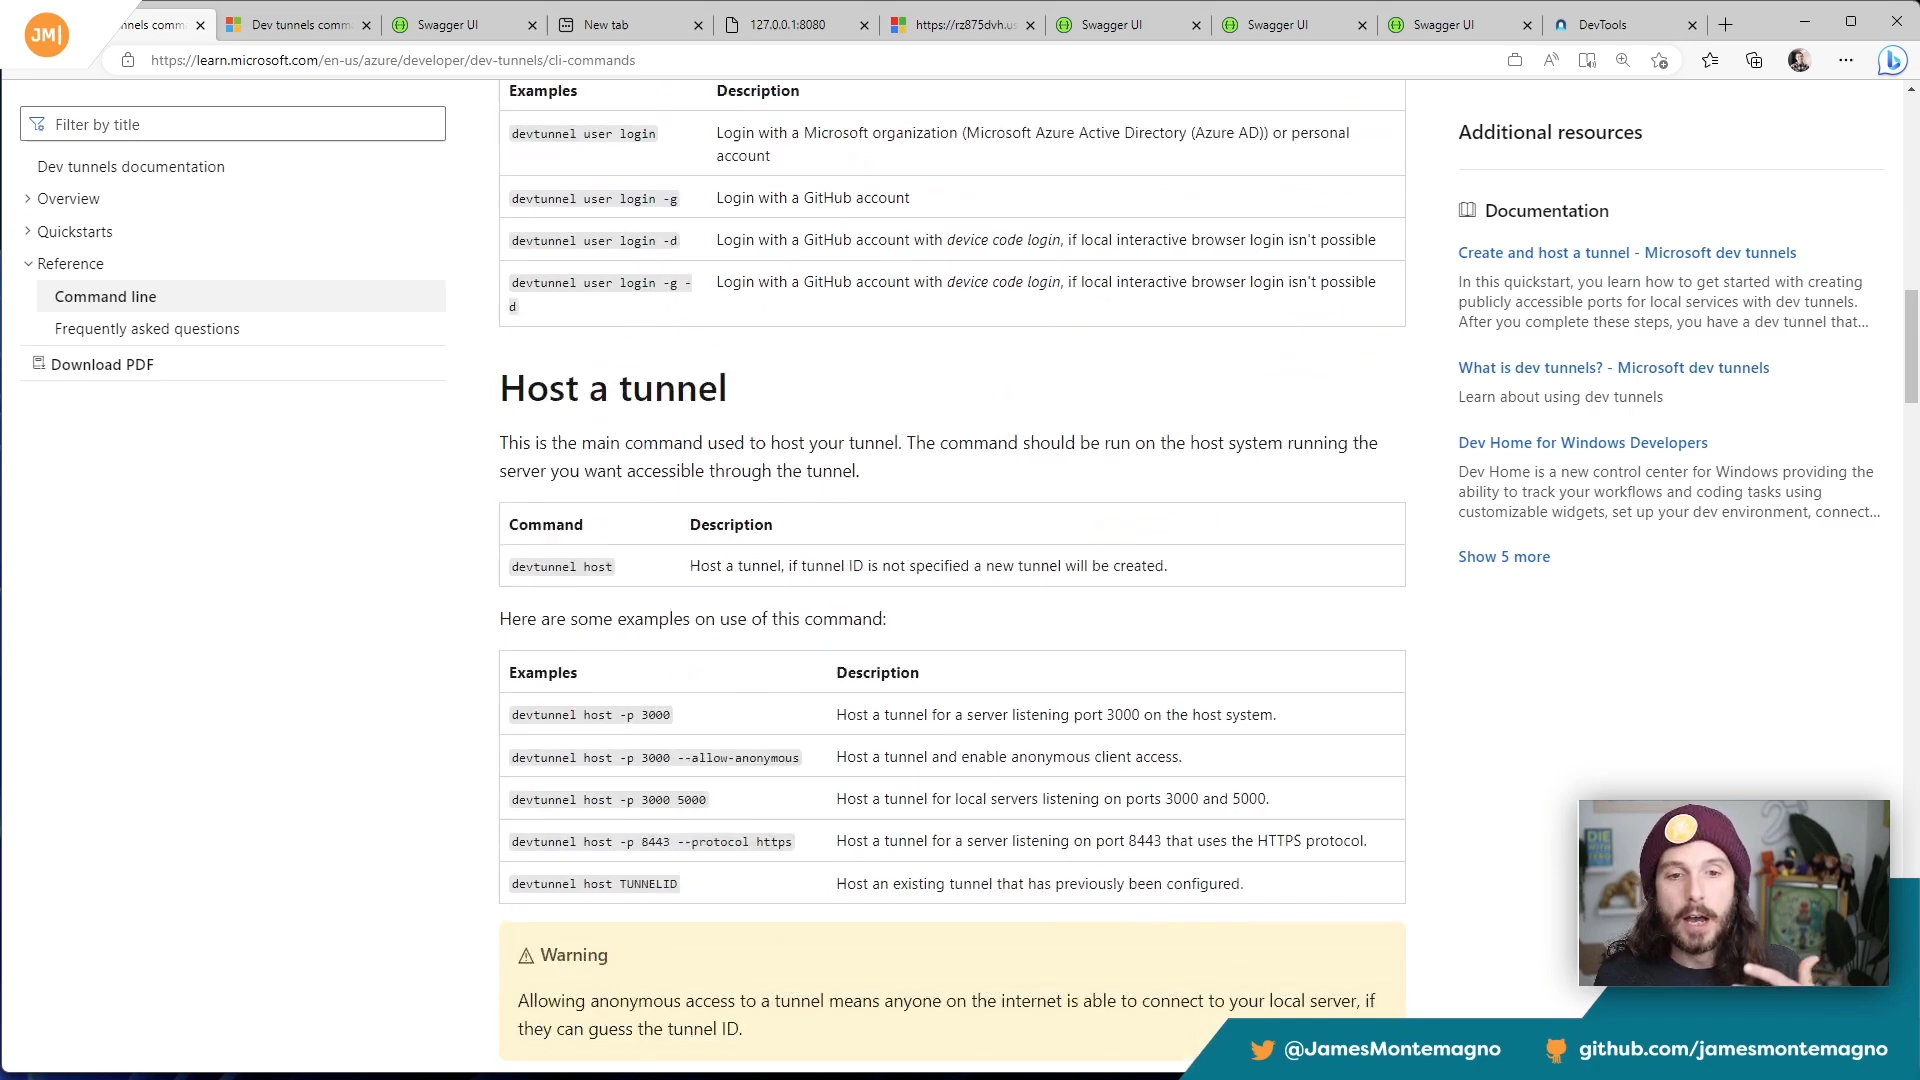 JM|
nnels comm
Dev tunnels comm
Swagger UI
New tab
127.0.0.1:8080
https://rz875dvh.us
Swagger UI
Swagger UI
Swagger UI
DevTools
https://learn.microsoft.com/en-us/azure/developer/dev-tunnels/cli-commands
Filter by title
Dev tunnels documentation
Overview
Quickstarts
Reference
Command line
Frequently asked questions
Download PDF
Examples Description
devtunnel user login Login with a Microsoft organization (Microsoft Azure Active Directory (Azure AD)) or personal
account
devtunnel user login -g Login with a GitHub account
devtunnel user login -d Login with a GitHub account with device code login, if local interactive browser login isn't possible
devtunnel user login -g - Login with a GitHub account with device code login, if local interactive browser login isn't possible
d
Host a tunnel
This is the main command used to host your tunnel. The command should be run on the host system running the
server you want accessible through the tunnel.
Command Description
devtunnel host Host a tunnel, if tunnel ID is not specified a new tunnel will be created.
Here are some examples on use of this command:
Examples Description
devtunnel host -p 3000 Host a tunnel for a server listening port 3000 on the host system.
devtunnel host -p 3000 --allow-anonymous Host a tunnel and enable anonymous client access.
devtunnel host -p 3000 5000 Host a tunnel for local servers listening on ports 3000 and 5000.
devtunnel host -p 8443 --protocol https Host a tunnel for a server listening on port 8443 that uses the HTTPS protocol.
devtunnel host TUNNELID Host an existing tunnel that has previously been configured.
Warning
Allowing anonymous access to a tunnel means anyone on the internet is able to connect to your local server, if
they can guess the tunnel ID.
Additional resources
Documentation
Create and host a tunnel - Microsoft dev tunnels
In this quickstart, you learn how to get started with creating
publicly accessible ports for local services with dev tunnels.
After you complete these steps, you have a dev tunnel that...
What is dev tunnels? - Microsoft dev tunnels
Learn about using dev tunnels
Dev Home for Windows Developers
Dev Home is a new control center for Windows providing the
ability to track your workflows and coding tasks using
customizable widgets, set up your dev environment, connect...
Show 5 more
DIE
WITH
ZERO
@JamesMontemagno
github.com/jamesmontemagno